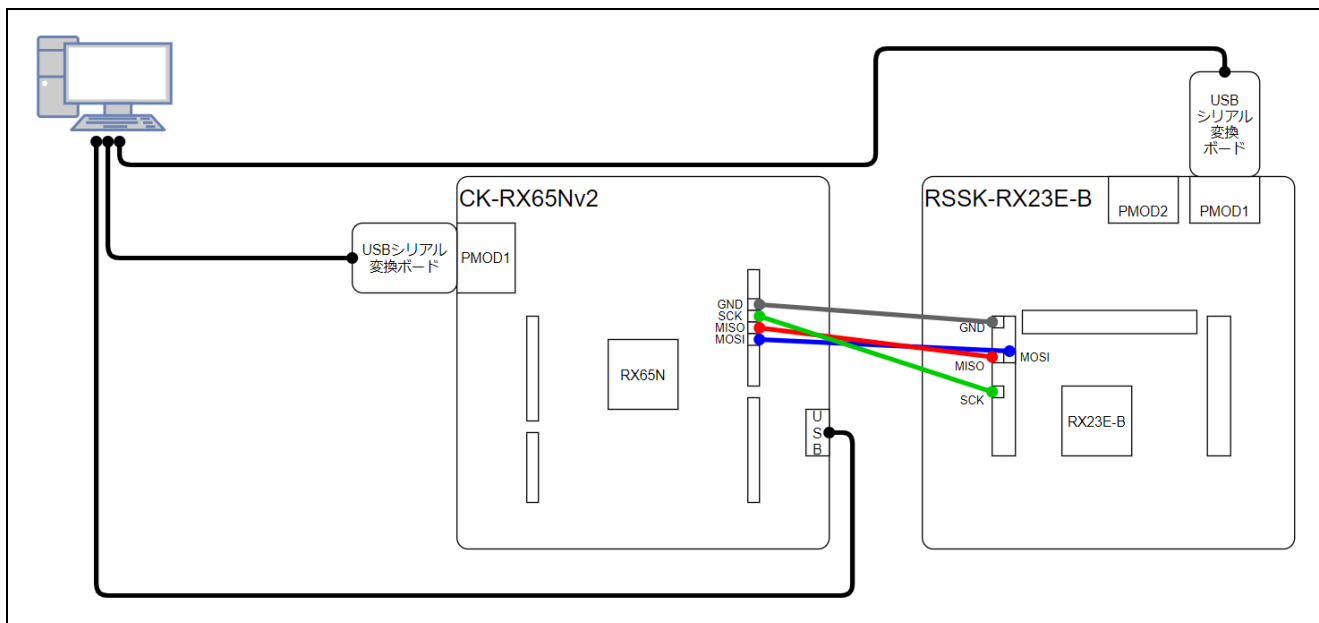 USB
シリアル
変換
ボード
CK-RX65Nv2
RSSK-RX23E-B
PMOD2
PMOD1
USBシリアル
変換ボード
PMOD1
GND
SCK
MISO
MOSI
GND
MOSI
MISO
SCK
RX65N
RX23E-B
U
S
B